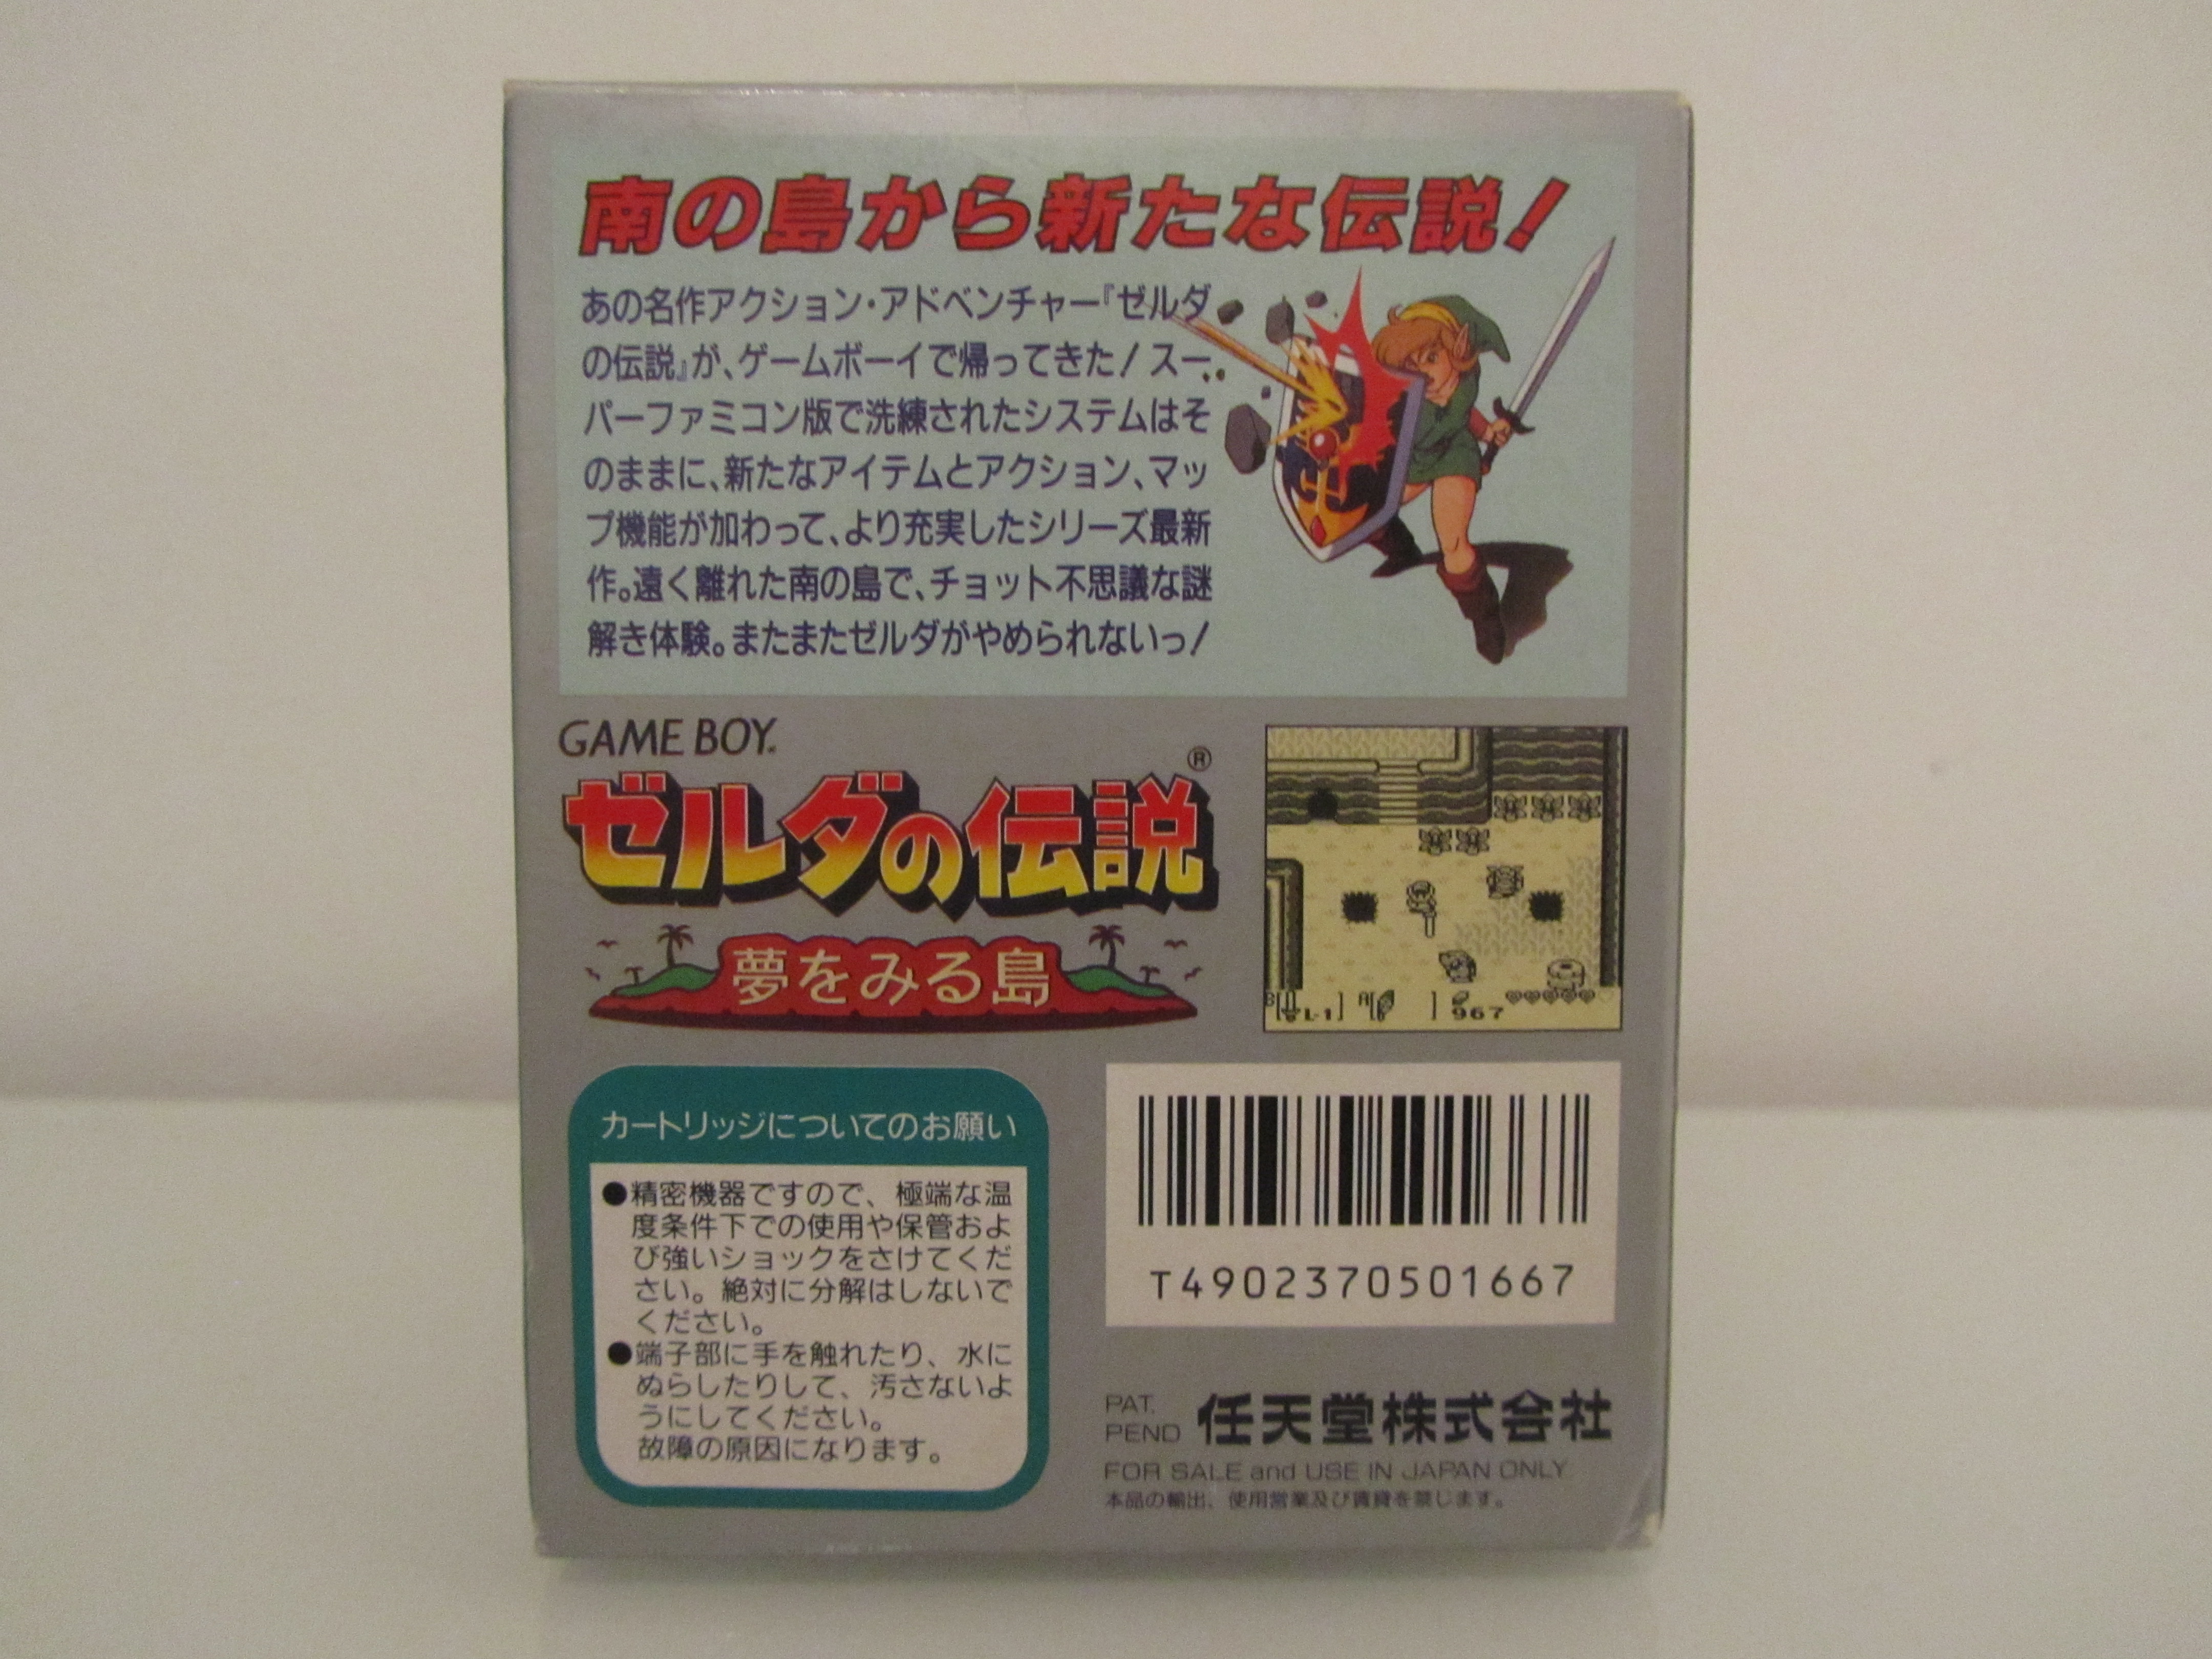 南の島から新たな伝説!
あの名作アクション・アドベンチャー『ゼルダ
の伝説』が、ゲームボーイで帰ってきた!スー
パーファミコン版で洗練されたシステムはそ
のままに、新たなアイテムとアクション、マッ
プ機能が加わって、より充実したシリーズ最新
作。遠く離れた南の島で、チョット不思議な謎
解き体験。またまたゼルダがやめられないっ!
GAME BOY
ゼルダの伝説®
夢をみる島
B[ L-1] A[ ] 967
カートリッジについてのお願い
●精密機器ですので、極端な温
度条件下での使用や保管およ
び強いショックをさけてくだ
さい。絶対に分解はしないで
ください。
●端子部に手を触れたり、水に
ぬらしたりして、汚さないよ
うにしてください。
故障の原因になります。
T4902370501667
PAT.
PEND 任天堂株式会社
FOR SALE and USE IN JAPAN ONLY
本品の輸出、使用営業及び賃貸を禁じます。